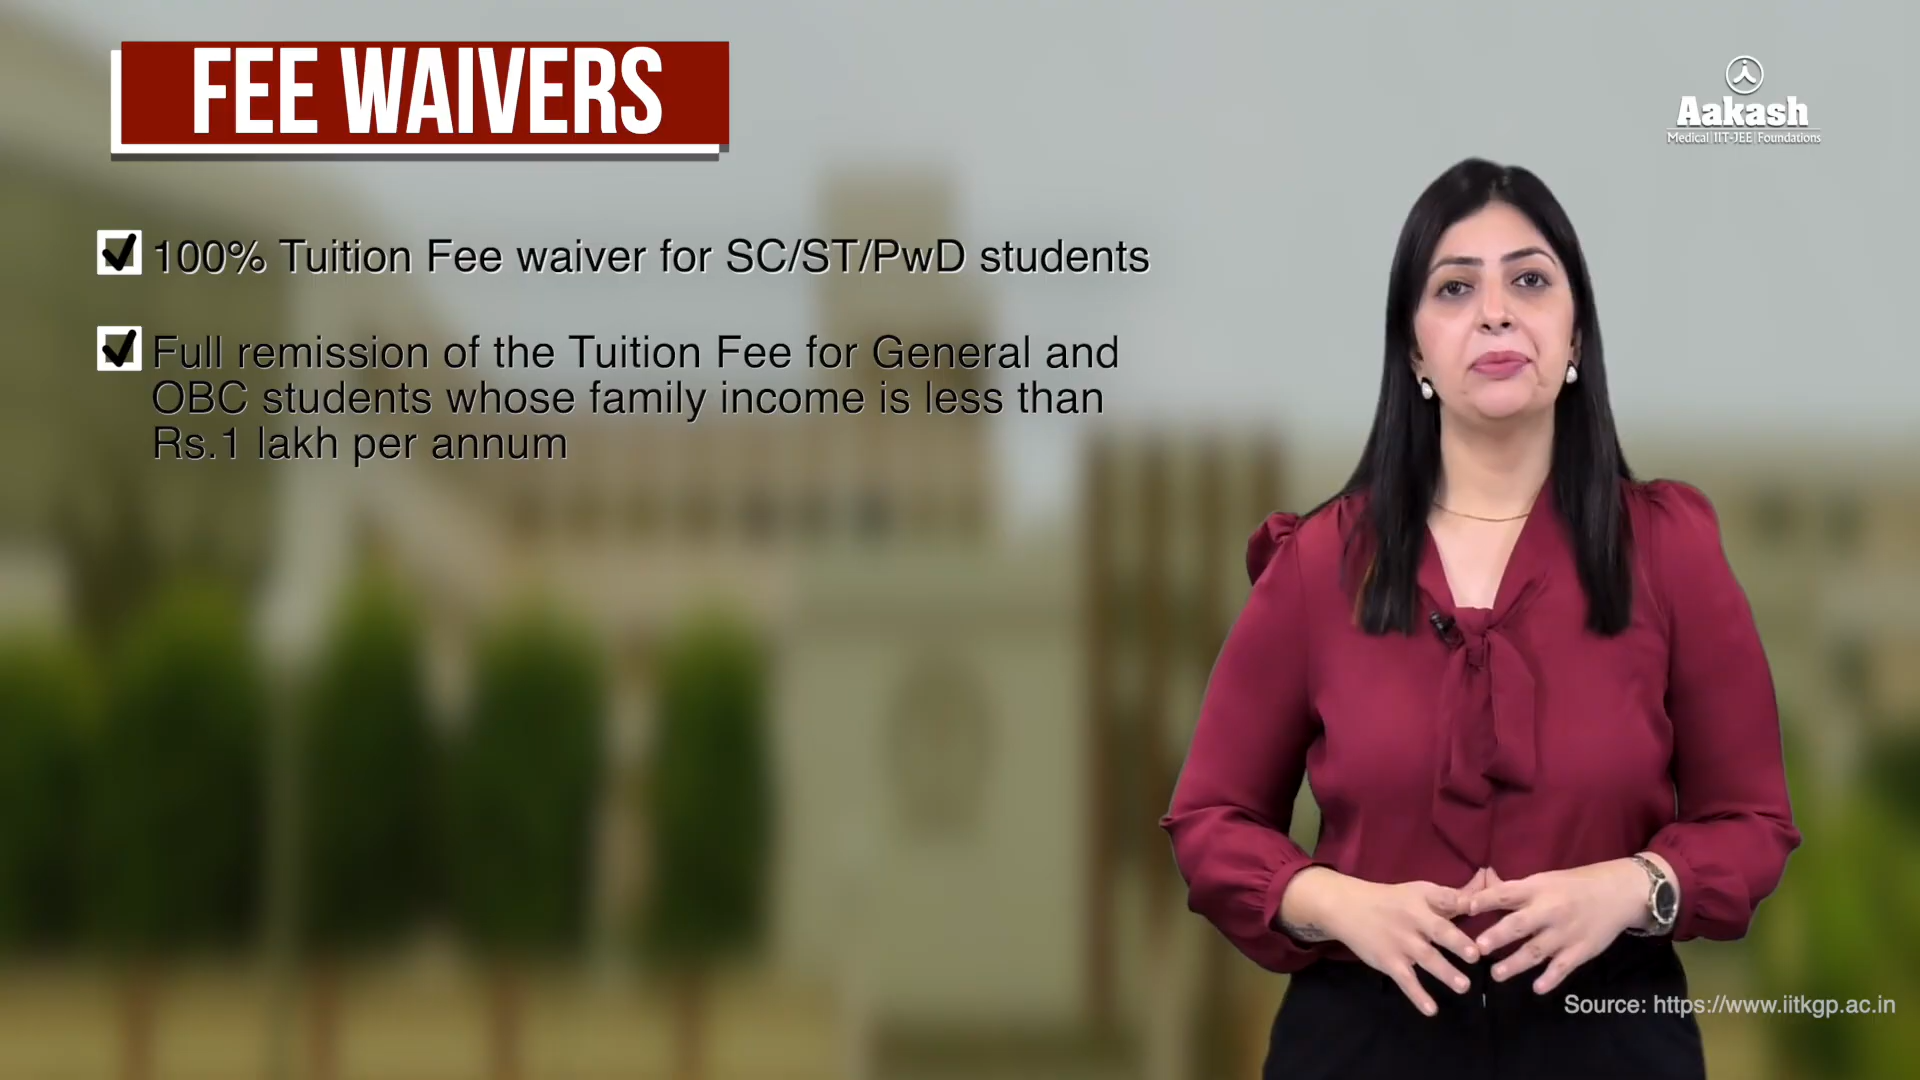 FEE WAIVERS
Aakash
Medical|IIT-JEE|Foundations
100% Tuition Fee waiver for SC/ST/PwD students
Full remission of the Tuition Fee for General and
OBC students whose family income is less than
Rs.1 lakh per annum
Source: https://www.iitkgp.ac.in